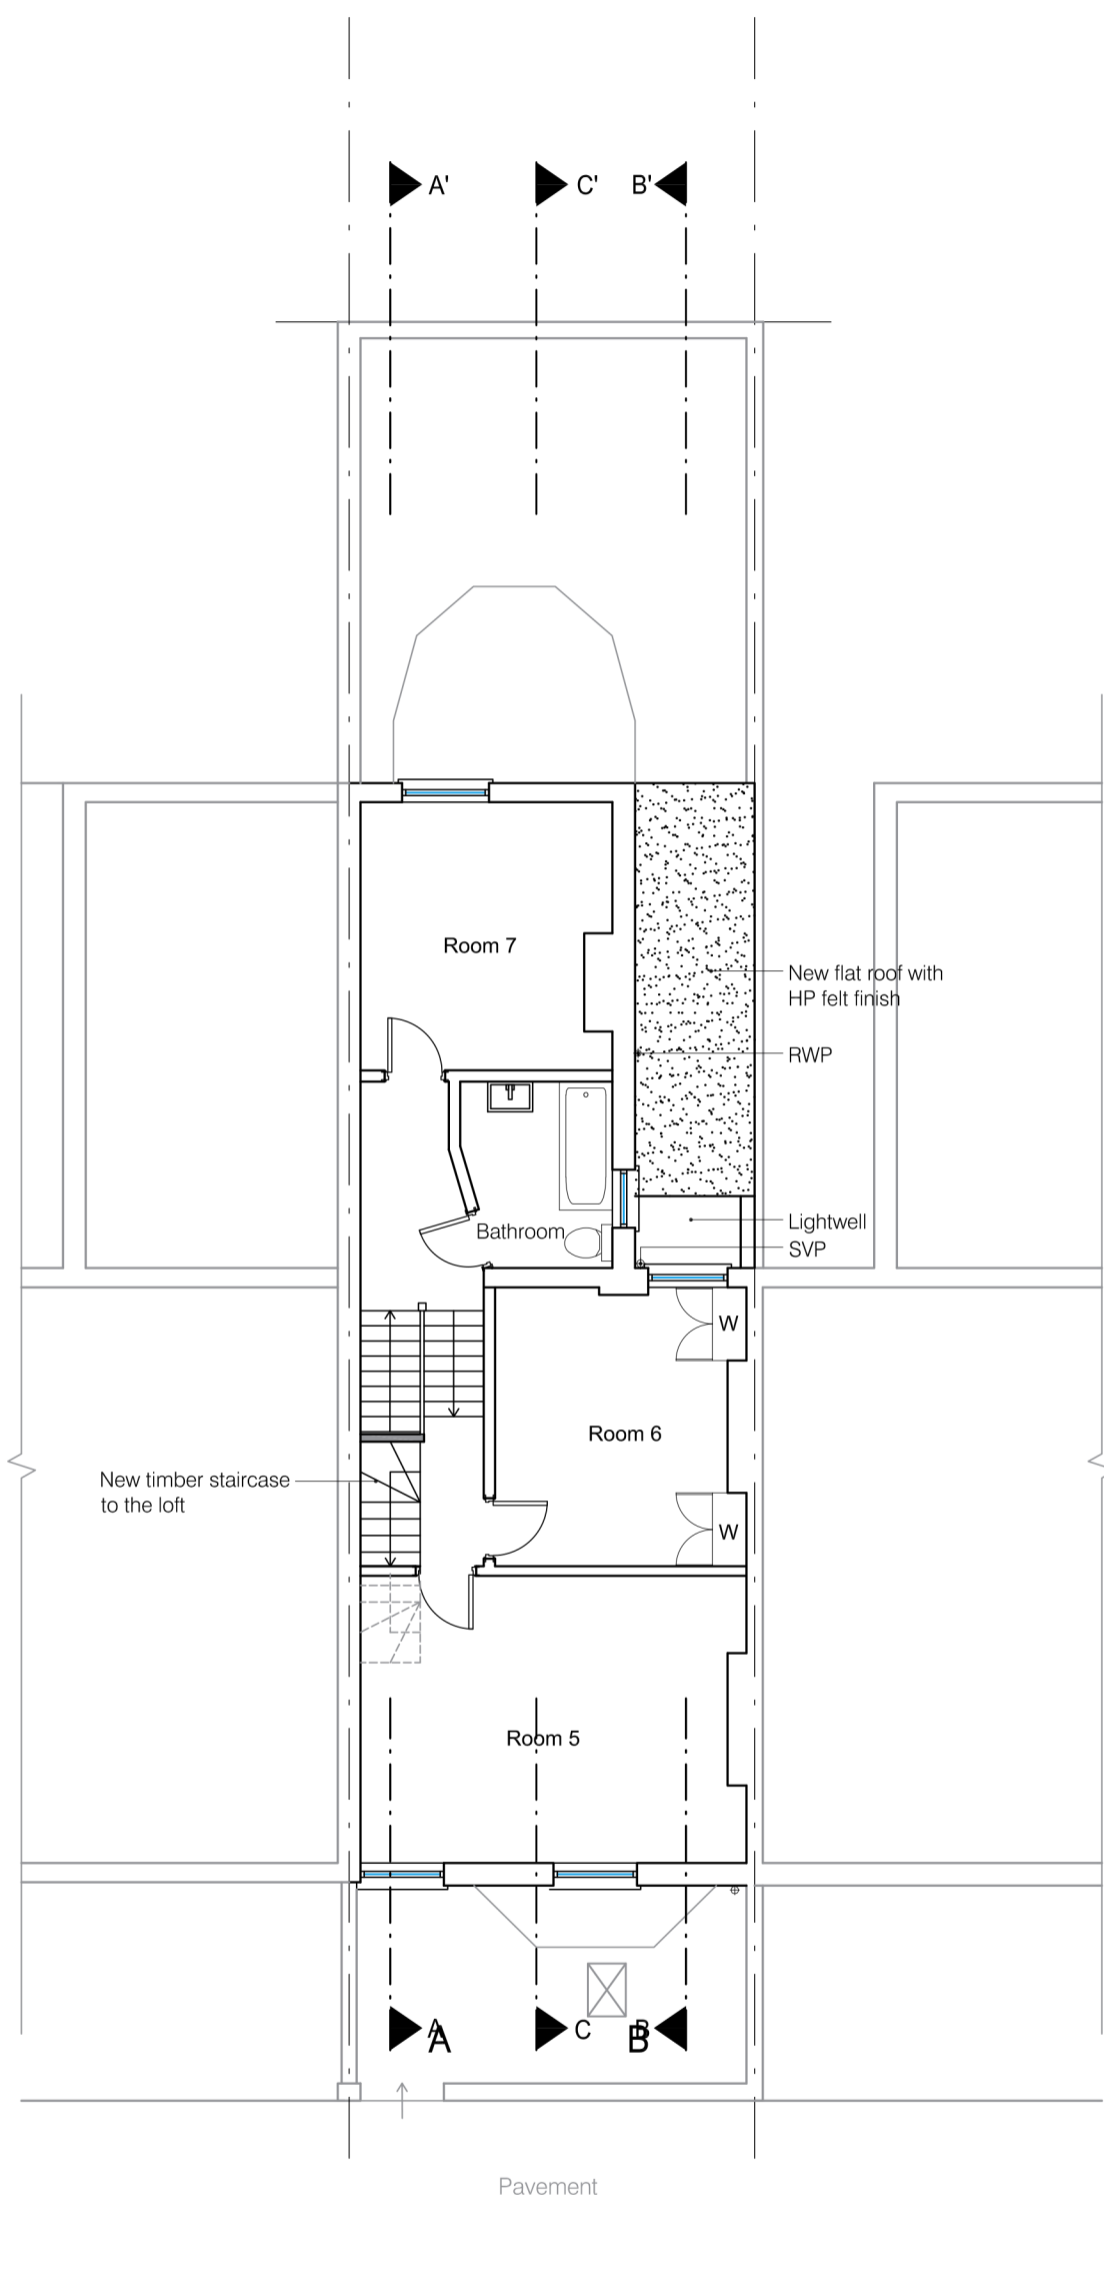 A'
C'
B'
Room 7
New flat roof with
HP felt finish
RWP
Lightwell
Bathroom
SVP
W
Room 6
New timber staircase
to the loft
W
Room 5
A
A
C
B
B
Pavement